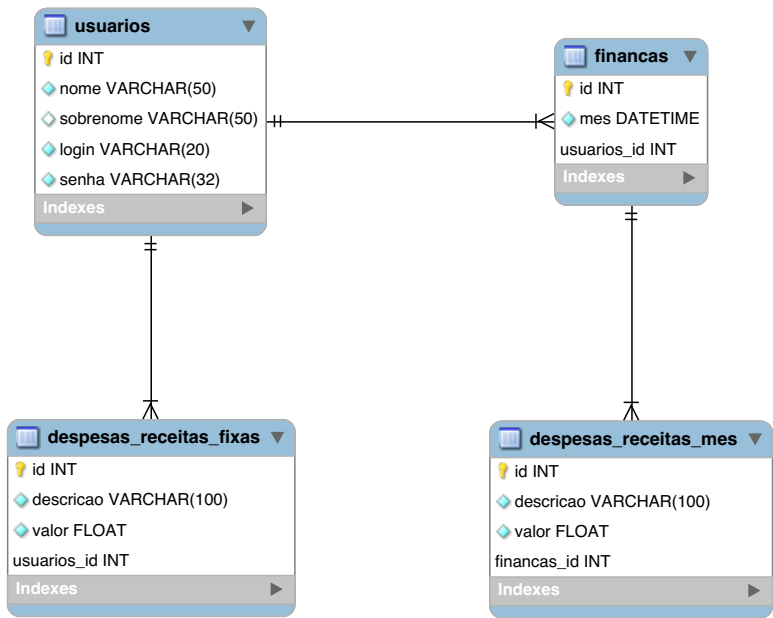 usuarios
id INT
nome VARCHAR(50)
sobrenome VARCHAR(50)
login VARCHAR(20)
senha VARCHAR(32)
Indexes
financas
id INT
mes DATETIME
usuarios_id INT
Indexes
despesas_receitas_fixas
id INT
descricao VARCHAR(100)
valor FLOAT
usuarios_id INT
Indexes
despesas_receitas_mes
id INT
descricao VARCHAR(100)
valor FLOAT
financas_id INT
Indexes